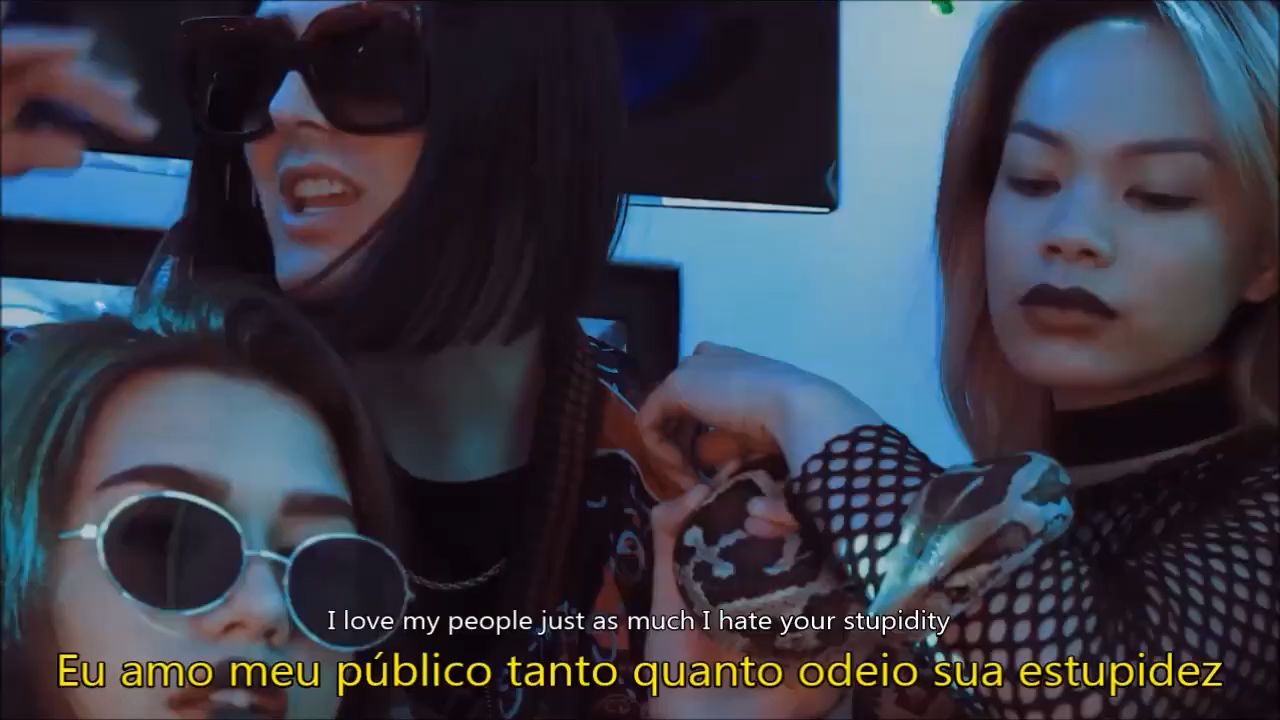 I love my people just as much I hate your stupidity
Eu amo meu público tanto quanto odeio sua estupidez